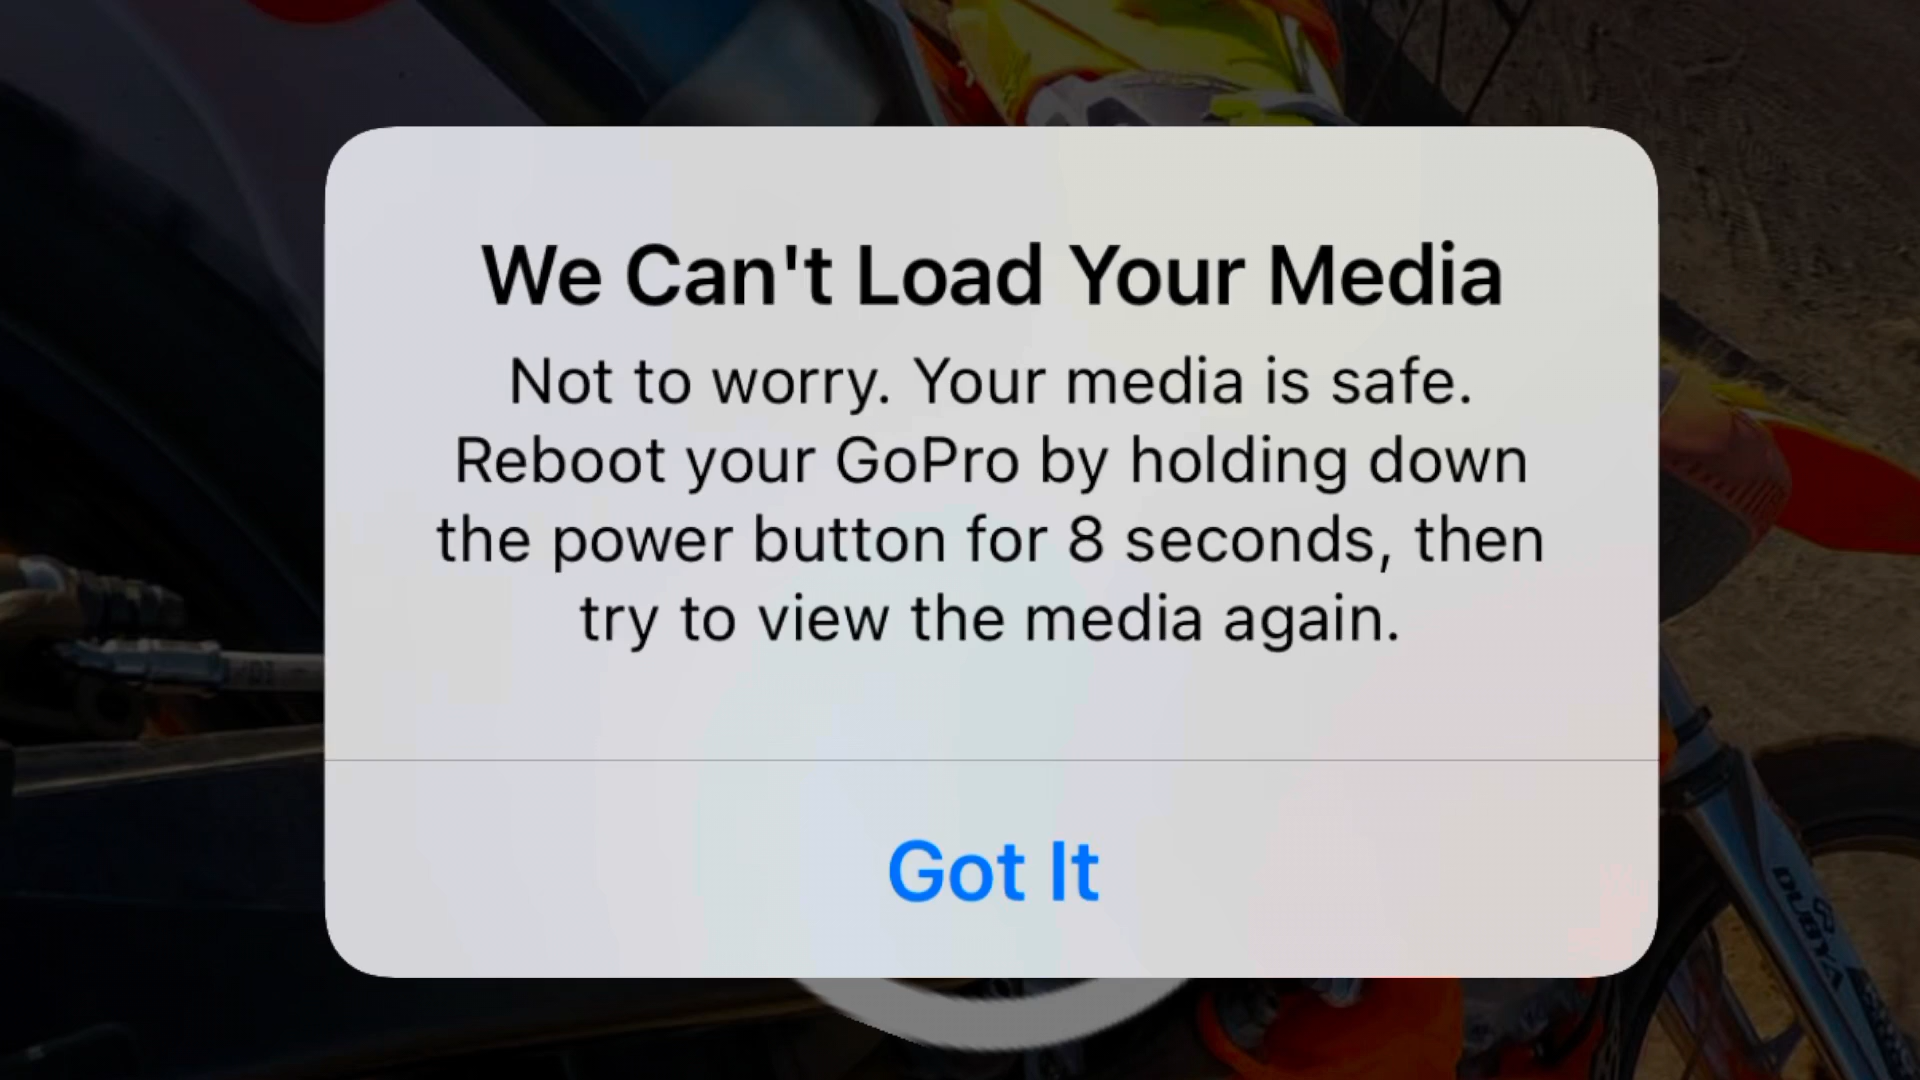 We Can't Load Your Media
Not to worry. Your media is safe.
Reboot your GoPro by holding down
the power button for 8 seconds, then
try to view the media again.
Got It
DUBYA